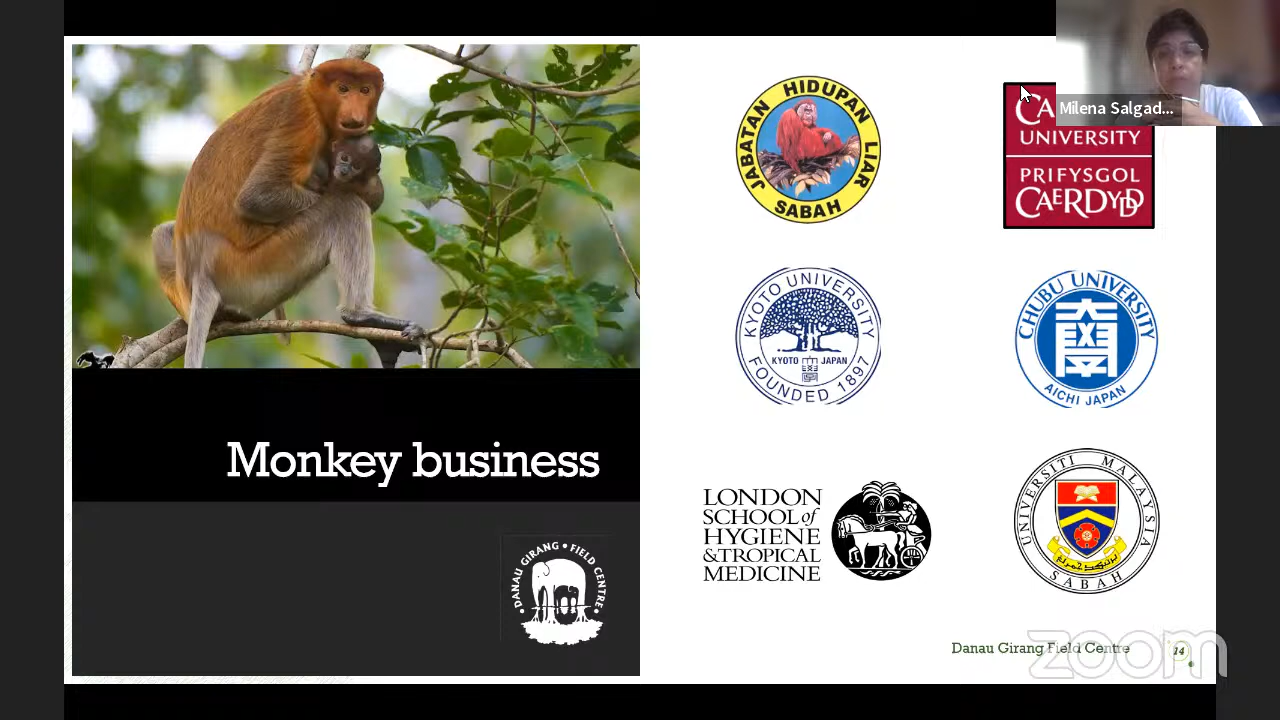 Monkey business
DANAU GIRANG • FIELD CENTRE
JABATAN HIDUPAN LIAR
SABAH
CA
UNIVERSITY
PRIFYSGOL
CAERDYDD
Milena Salgad...
KYOTO UNIVERSITY
KYOTO JAPAN
FOUNDED 1897
CHUBU UNIVERSITY
AICHI JAPAN
LONDON
SCHOOL of
HYGIENE
& TROPICAL
MEDICINE
UNIVERSITI MALAYSIA
SABAH
Danau Girang Field Centre
14
zoom